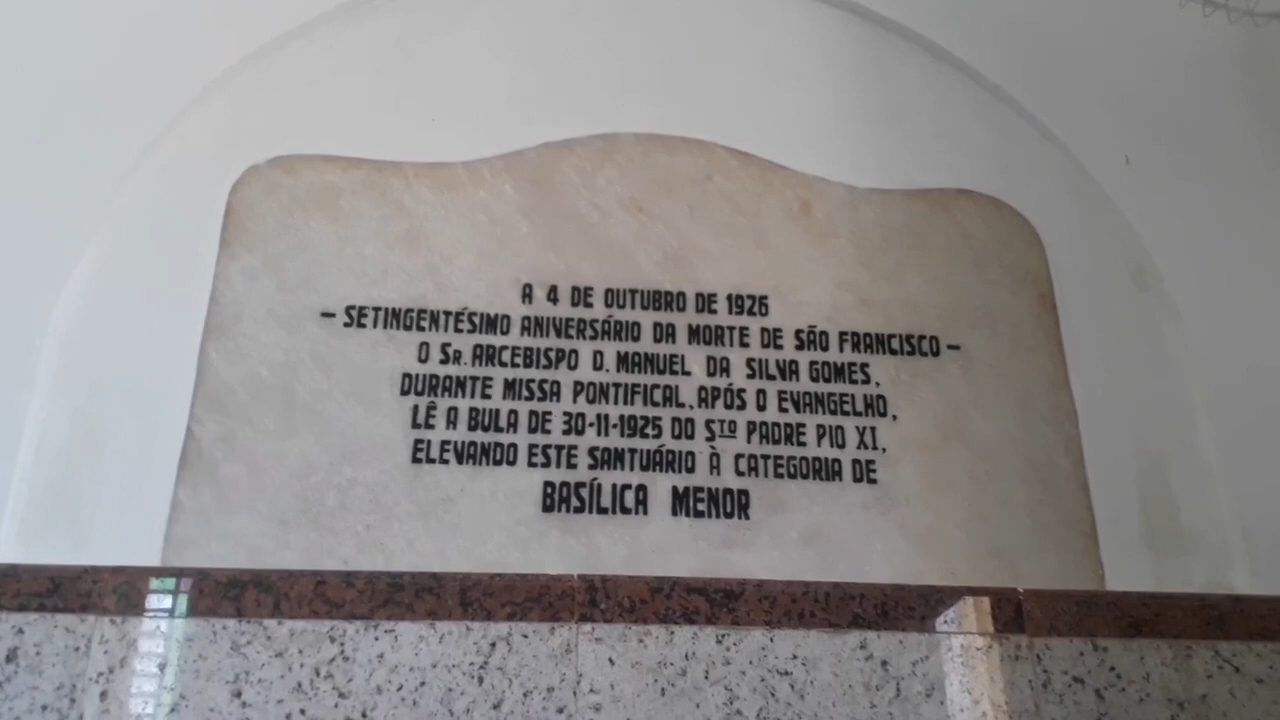 A 4 DE OUTUBRO DE 1926
– SETINGENTÉSIMO ANIVERSÁRIO DA MORTE DE SÃO FRANCISCO –
O SR. ARCEBISPO D. MANUEL DA SILVA GOMES,
DURANTE MISSA PONTIFICAL, APÓS O EVANGELHO,
LÊ A BULA DE 30-11-1925 DO STO PADRE PIO XI,
ELEVANDO ESTE SANTUÁRIO À CATEGORIA DE
BASÍLICA MENOR